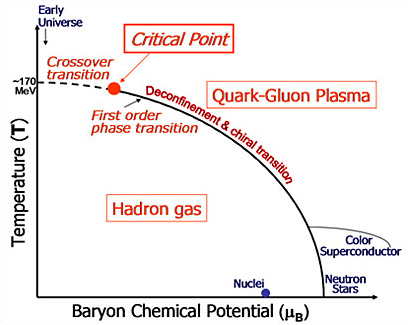 Early
Universe
Critical Point
Crossover
transition
~170
MeV
Quark-Gluon Plasma
First order
phase transition
Deconfinement & chiral transition
Hadron gas
Color
Superconductor
Nuclei
Neutron
Stars
Temperature (T)
Baryon Chemical Potential (μB)